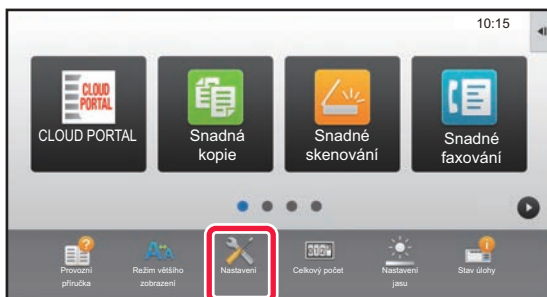 10:15
CLOUD
PORTAL
CLOUD PORTAL
Snadná
kopie
Snadné
skenování
Snadné
faxování
Provozní
příručka
Režim většího
zobrazení
Nastavení
Celkový počet
Nastavení
jasu
Stav úlohy